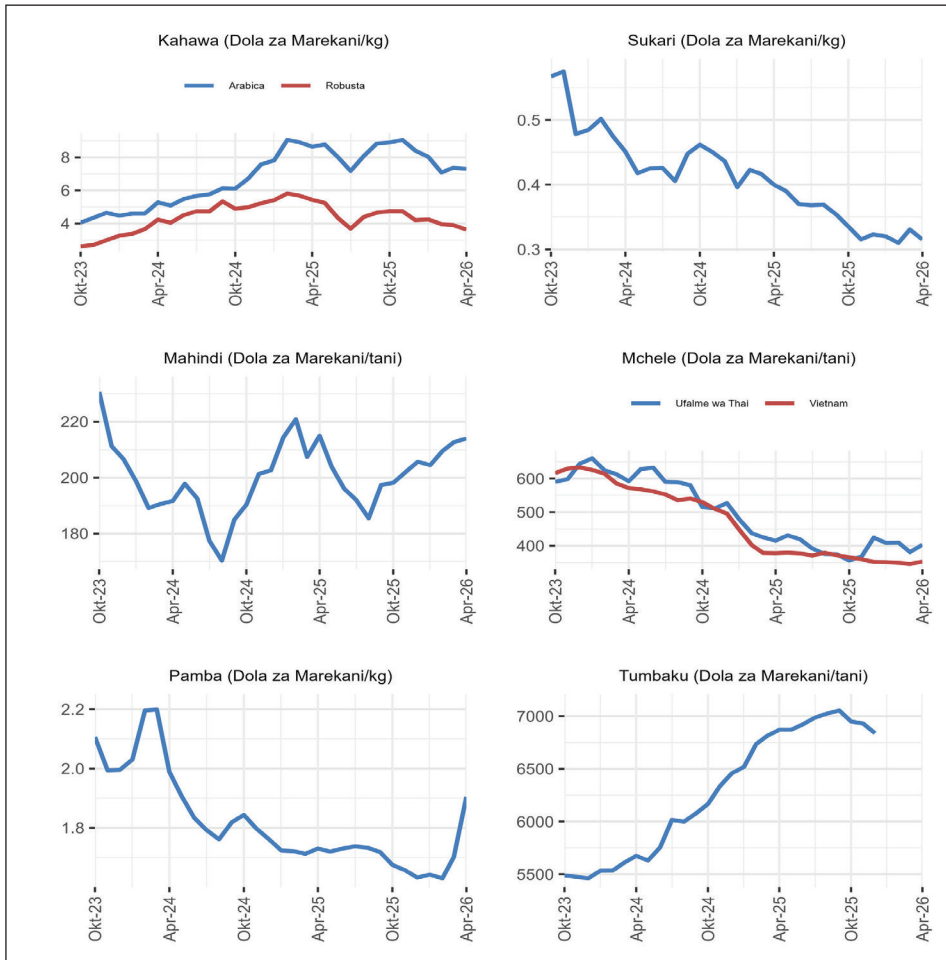 Kahawa (Dola za Marekani/kg)
Arabica Robusta
8
6
4
Okt-23 Apr-24 Okt-24 Apr-25 Okt-25 Apr-26
Sukari (Dola za Marekani/kg)
0.5
0.4
0.3
Okt-23 Apr-24 Okt-24 Apr-25 Okt-25 Apr-26
Mahindi (Dola za Marekani/tani)
220
200
180
Okt-23 Apr-24 Okt-24 Apr-25 Okt-25 Apr-26
Mchele (Dola za Marekani/tani)
Ufalme wa Thai Vietnam
600
500
400
Okt-23 Apr-24 Okt-24 Apr-25 Okt-25 Apr-26
Pamba (Dola za Marekani/kg)
2.2
2.0
1.8
Okt-23 Apr-24 Okt-24 Apr-25 Okt-25 Apr-26
Tumbaku (Dola za Marekani/tani)
7000
6500
6000
5500
Okt-23 Apr-24 Okt-24 Apr-25 Okt-25 Apr-26